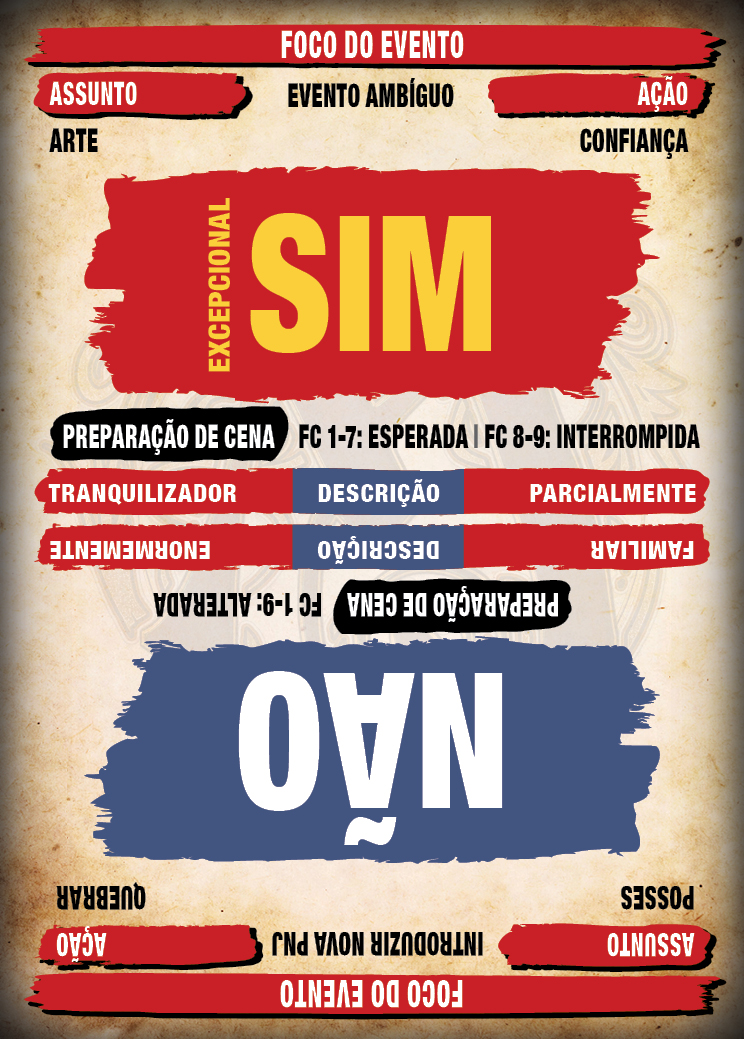 FOCO DO EVENTO
ASSUNTO EVENTO AMBÍGUO AÇÃO
ARTE CONFIANÇA
EXCEPCIONAL SIM
PREPARAÇÃO DE CENA FC 1-7: ESPERADA | FC 8-9: INTERROMPIDA
TRANQUILIZADOR DESCRIÇÃO PARCIALMENTE
FAMILIAR DESCRIÇÃO ENORMEMENTE
PREPARAÇÃO DE CENA FC 1-9: ALTERADA
NÃO
POSSES QUEBRAR
ASSUNTO INTRODUZIR NOVA PNJ AÇÃO
FOCO DO EVENTO